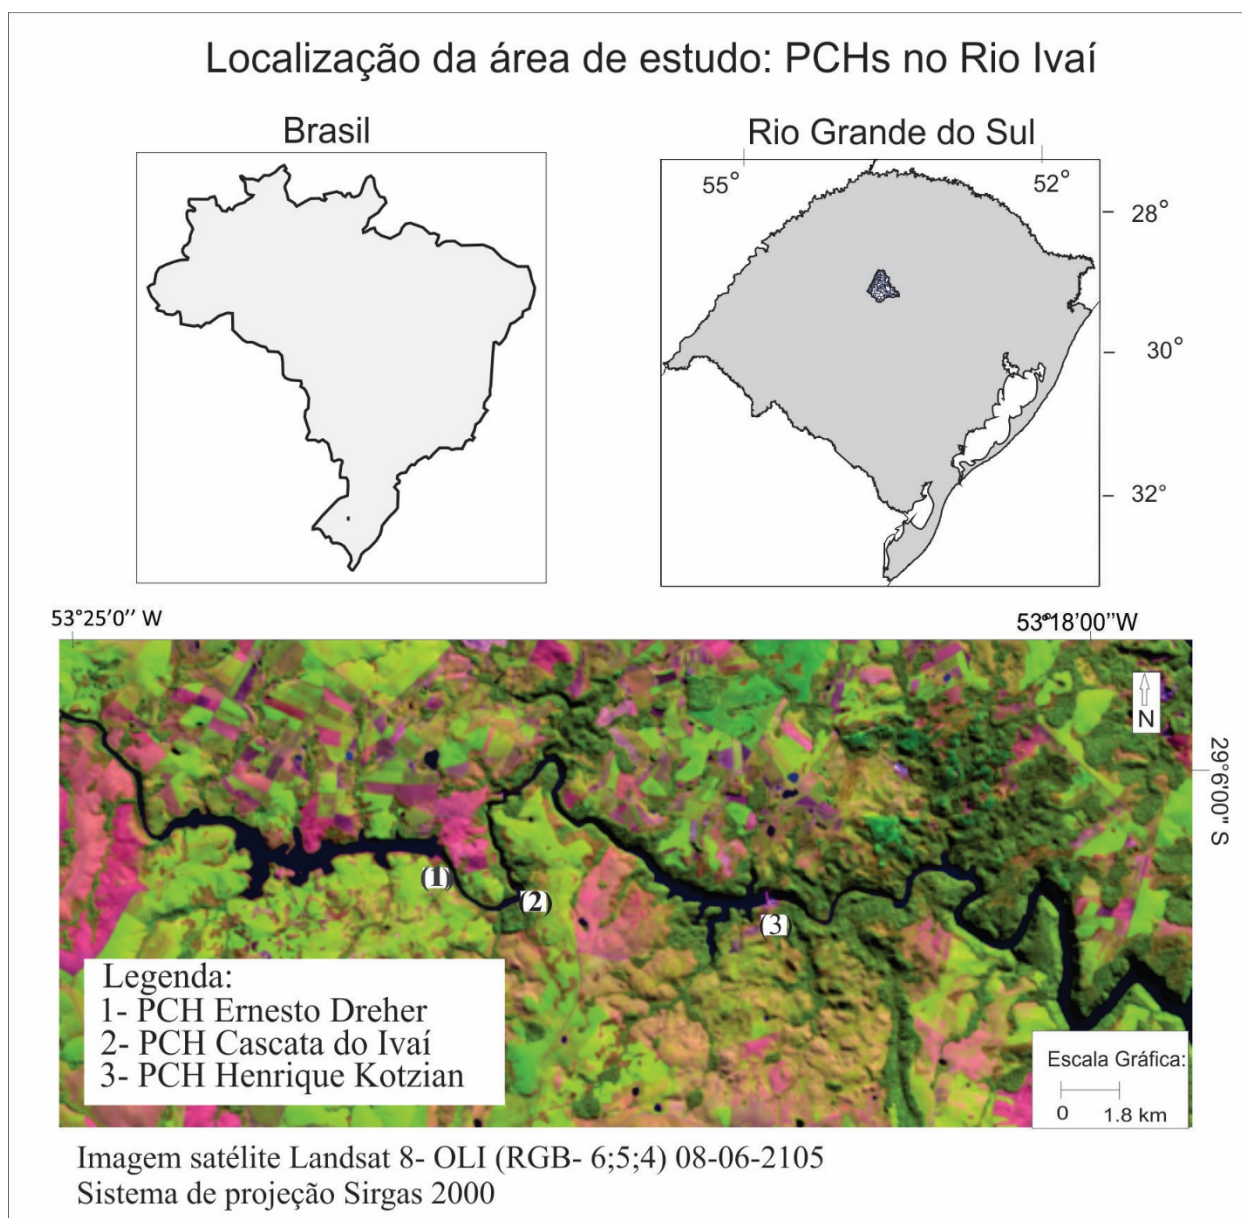 Localização da área de estudo: PCHs no Rio Ivaí
Brasil
Rio Grande do Sul
55°
52°
28°
30°
32°
53°25'0'' W
53°18'00''W
N
29°6'00'' S
(1)
(2)
(3)
Legenda:
1- PCH Ernesto Dreher
2- PCH Cascata do Ivaí
3- PCH Henrique Kotzian
Escala Gráfica:
0 1.8 km
Imagem satélite Landsat 8- OLI (RGB- 6;5;4) 08-06-2105
Sistema de projeção Sirgas 2000